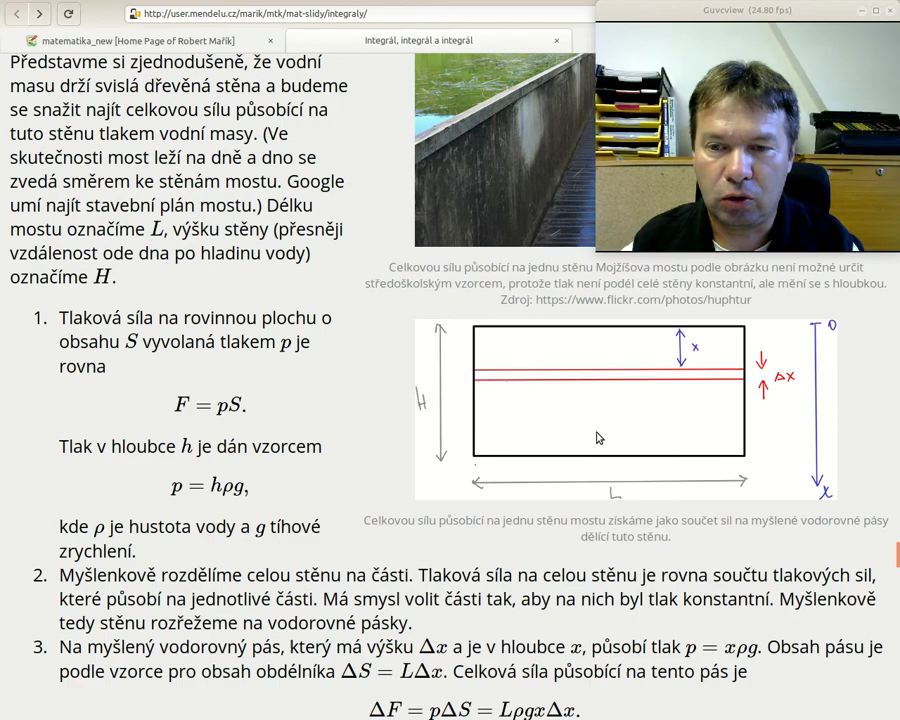 http://user.mendelu.cz/marik/mtk/mat-slidy/integraly/
Guvcview (24.80 fps)
matematika_new [Home Page of Robert Mařík] ×
Integrál, integrál a integrál ×
Představme si zjednodušeně, že vodní
masu drží svislá dřevěná stěna a budeme
se snažit najít celkovou sílu působící na
tuto stěnu tlakem vodní masy. (Ve
skutečnosti most leží na dně a dno se
zvedá směrem ke stěnám mostu. Google
umí najít stavební plán mostu.) Délku
mostu označíme L, výšku stěny (přesněji
vzdálenost ode dna po hladinu vody)
označíme H.
Celkovou sílu působící na jednu stěnu Mojžíšova mostu podle obrázku není možné určit
středoškolským vzorcem, protože tlak není podél celé stěny konstantní, ale mění se s hloubkou.
Zdroj: https://www.flickr.com/photos/huphtur
1. Tlaková síla na rovinnou plochu o
obsahu S vyvolaná tlakem p je
rovna
F = pS.
Tlak v hloubce h je dán vzorcem
p = hρg,
kde ρ je hustota vody a g tíhové
zrychlení.
0
x
Δx
H
L
x
Celkovou sílu působící na jednu stěnu mostu získáme jako součet sil na myšlené vodorovné pásy
dělící tuto stěnu.
2. Myšlenkově rozdělíme celou stěnu na části. Tlaková síla na celou stěnu je rovna součtu tlakových sil,
které působí na jednotlivé části. Má smysl volit části tak, aby na nich byl tlak konstantní. Myšlenkově
tedy stěnu rozřežeme na vodorovné pásky.
3. Na myšlený vodorovný pás, který má výšku Δx a je v hloubce x, působí tlak p = xρg. Obsah pásu je
podle vzorce pro obsah obdélníka ΔS = LΔx. Celková síla působící na tento pás je
ΔF = pΔS = LρgxΔx.